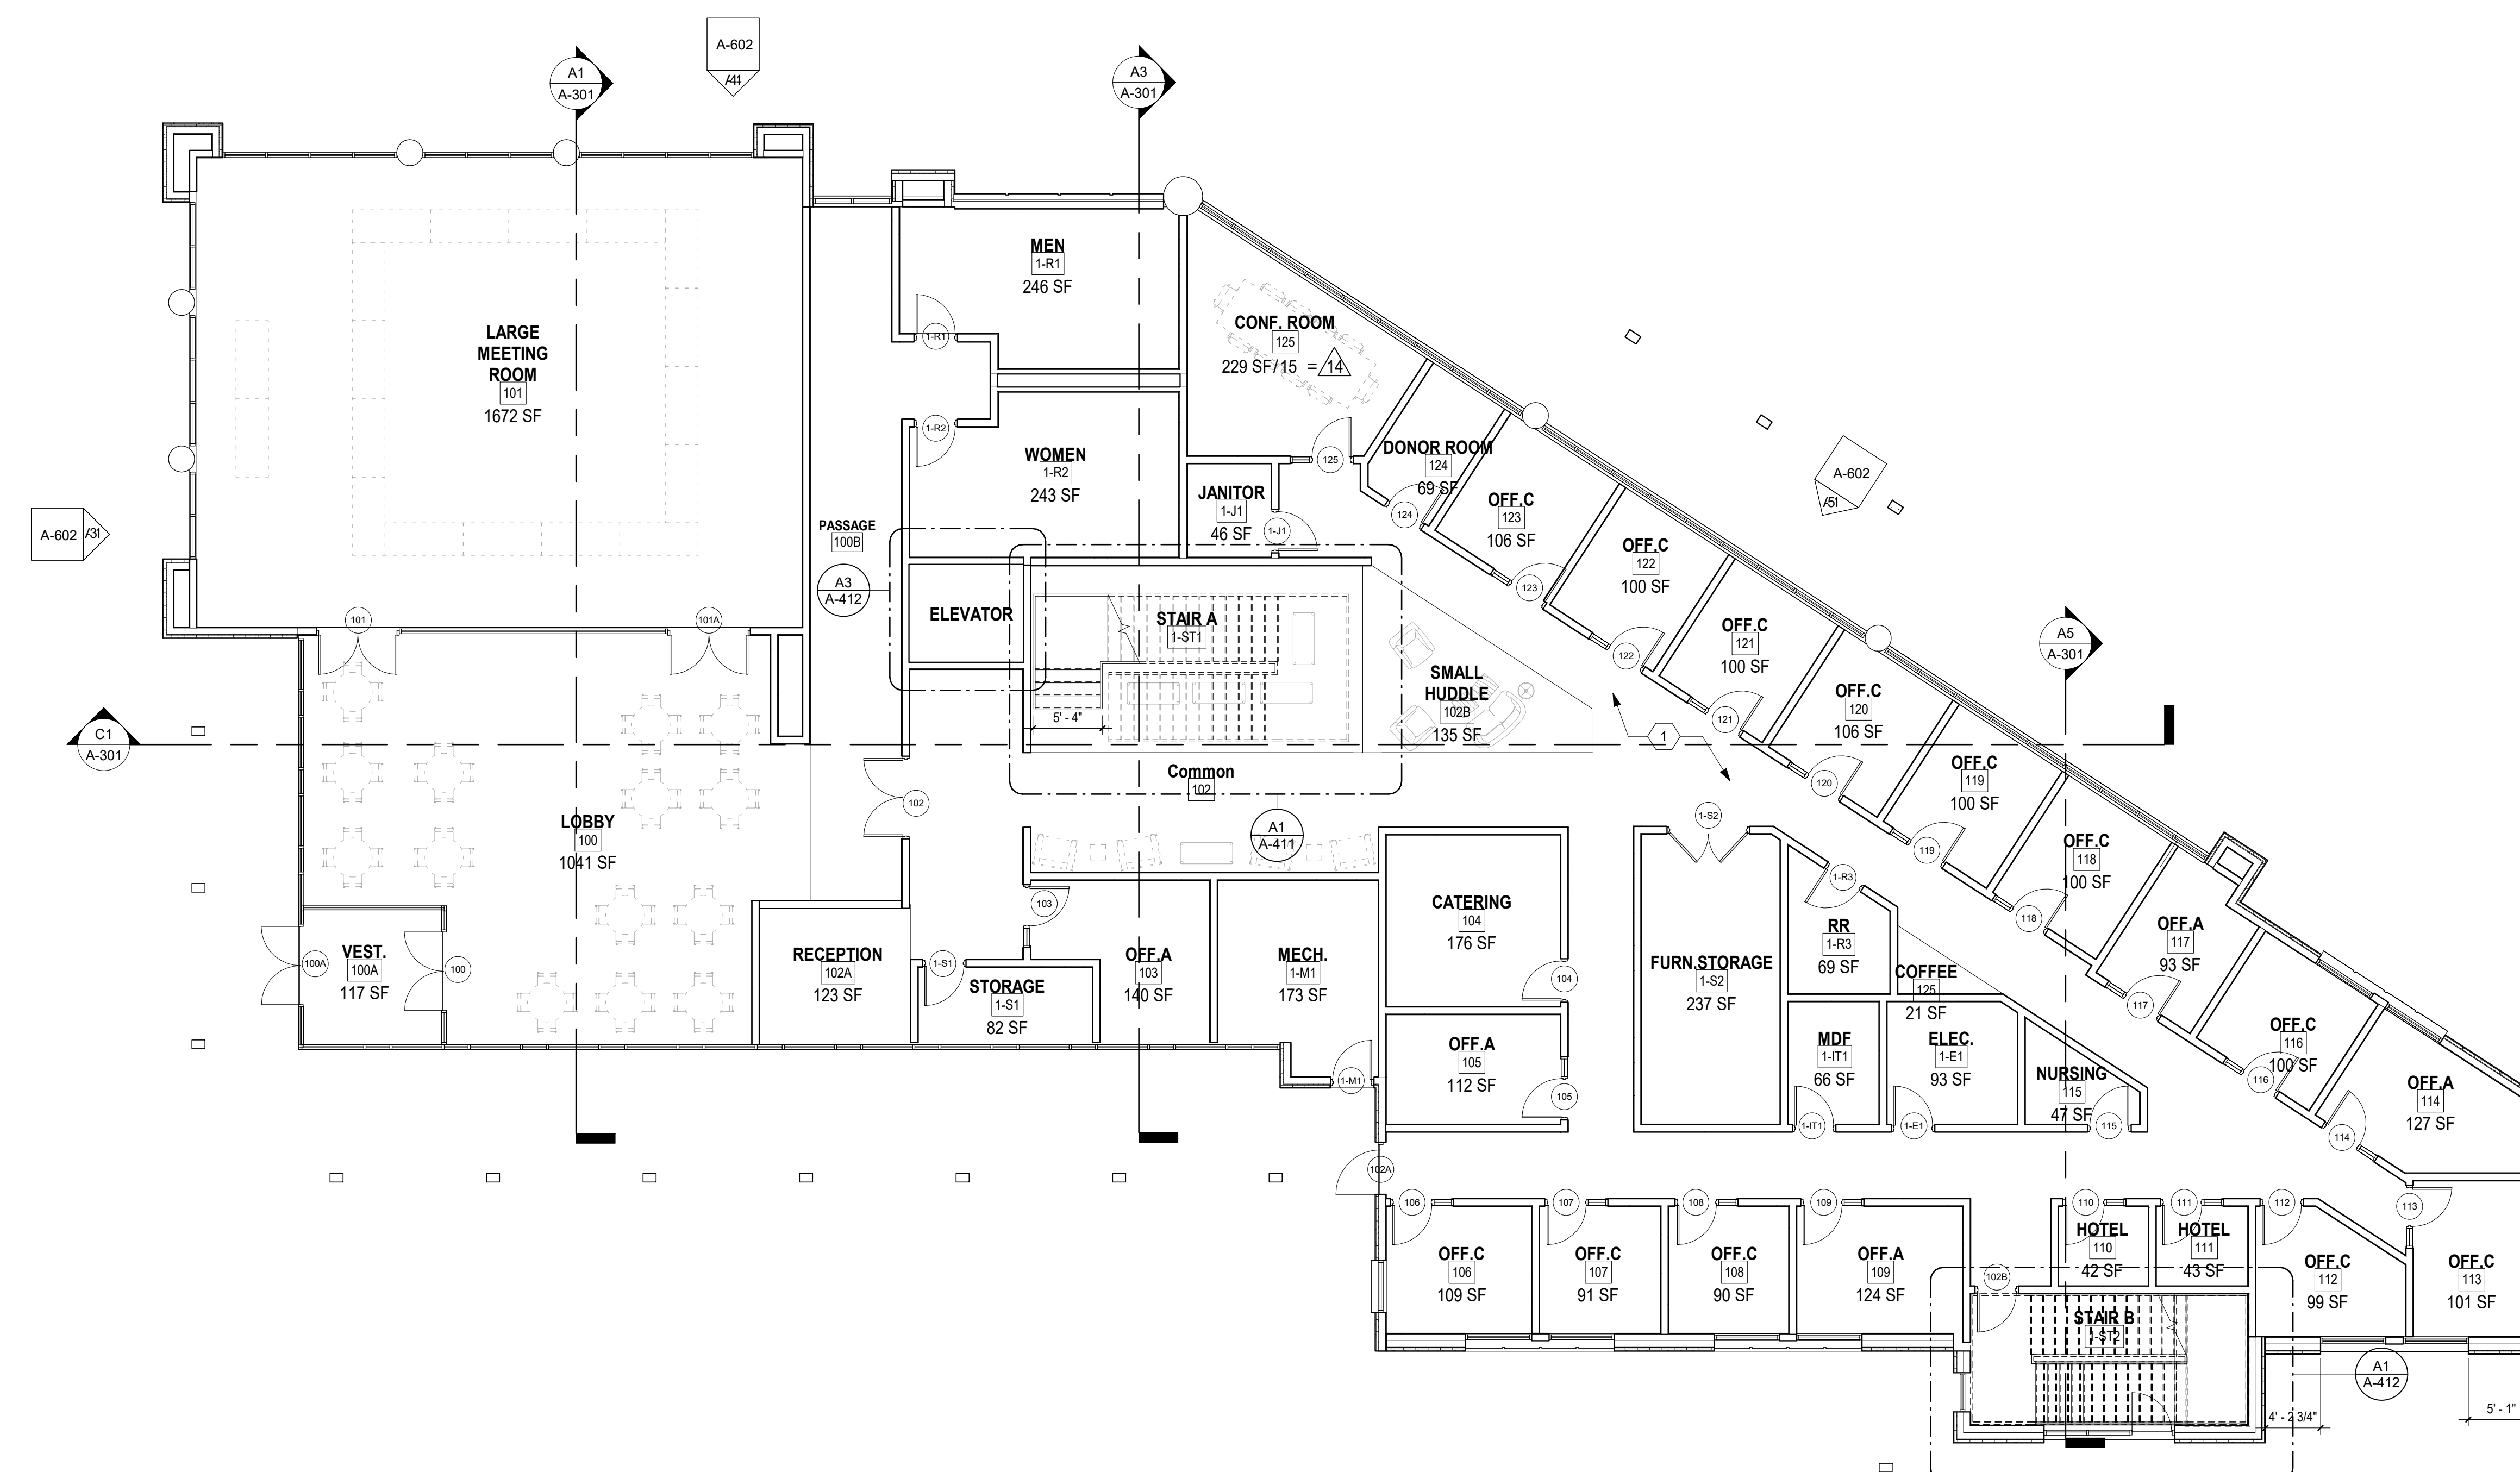 A-602
A1
A-301
A3
A-301
MEN
1-R1
246 SF
1-R1
LARGE
MEETING
ROOM
101
1672 SF
CONF. ROOM
125
229 SF/15 = 14
1-R2
WOMEN
1-R2
243 SF
125
DONOR ROOM
124
69 SF
A-602
JANITOR
1-J1
46 SF
1-J1
124
OFF.C
123
106 SF
A-602
PASSAGE
100B
OFF.C
122
100 SF
A3
A-412
123
ELEVATOR
STAIR A
1-ST1
101
101A
OFF.C
121
100 SF
A5
A-301
122
SMALL
HUDDLE
102B
135 SF
OFF.C
120
106 SF
5' - 4"
121
C1
A-301
1
OFF.C
119
100 SF
Common
102
120
102
1-S2
LOBBY
100
1041 SF
A1
A-411
119
OFF.C
118
100 SF
1-R3
103
CATERING
104
176 SF
118
OFF.A
117
93 SF
RR
1-R3
69 SF
VEST.
100A
117 SF
100A
100
RECEPTION
102A
123 SF
1-S1
STORAGE
1-S1
82 SF
OFF.A
103
140 SF
MECH.
1-M1
173 SF
104
FURN.STORAGE
1-S2
237 SF
COFFEE
125
21 SF
117
OFF.C
116
100 SF
OFF.A
105
112 SF
MDF
1-IT1
66 SF
ELEC.
1-E1
93 SF
NURSING
115
47 SF
116
OFF.A
114
127 SF
1-M1
105
1-IT1
1-E1
115
114
102A
106
107
108
109
110
111
112
113
OFF.C
106
109 SF
OFF.C
107
91 SF
OFF.C
108
90 SF
OFF.A
109
124 SF
HOTEL
110
42 SF
HOTEL
111
43 SF
OFF.C
112
99 SF
OFF.C
113
101 SF
102B
STAIR B
1-ST2
A1
A-412
4' - 2 3/4"
5' - 1"